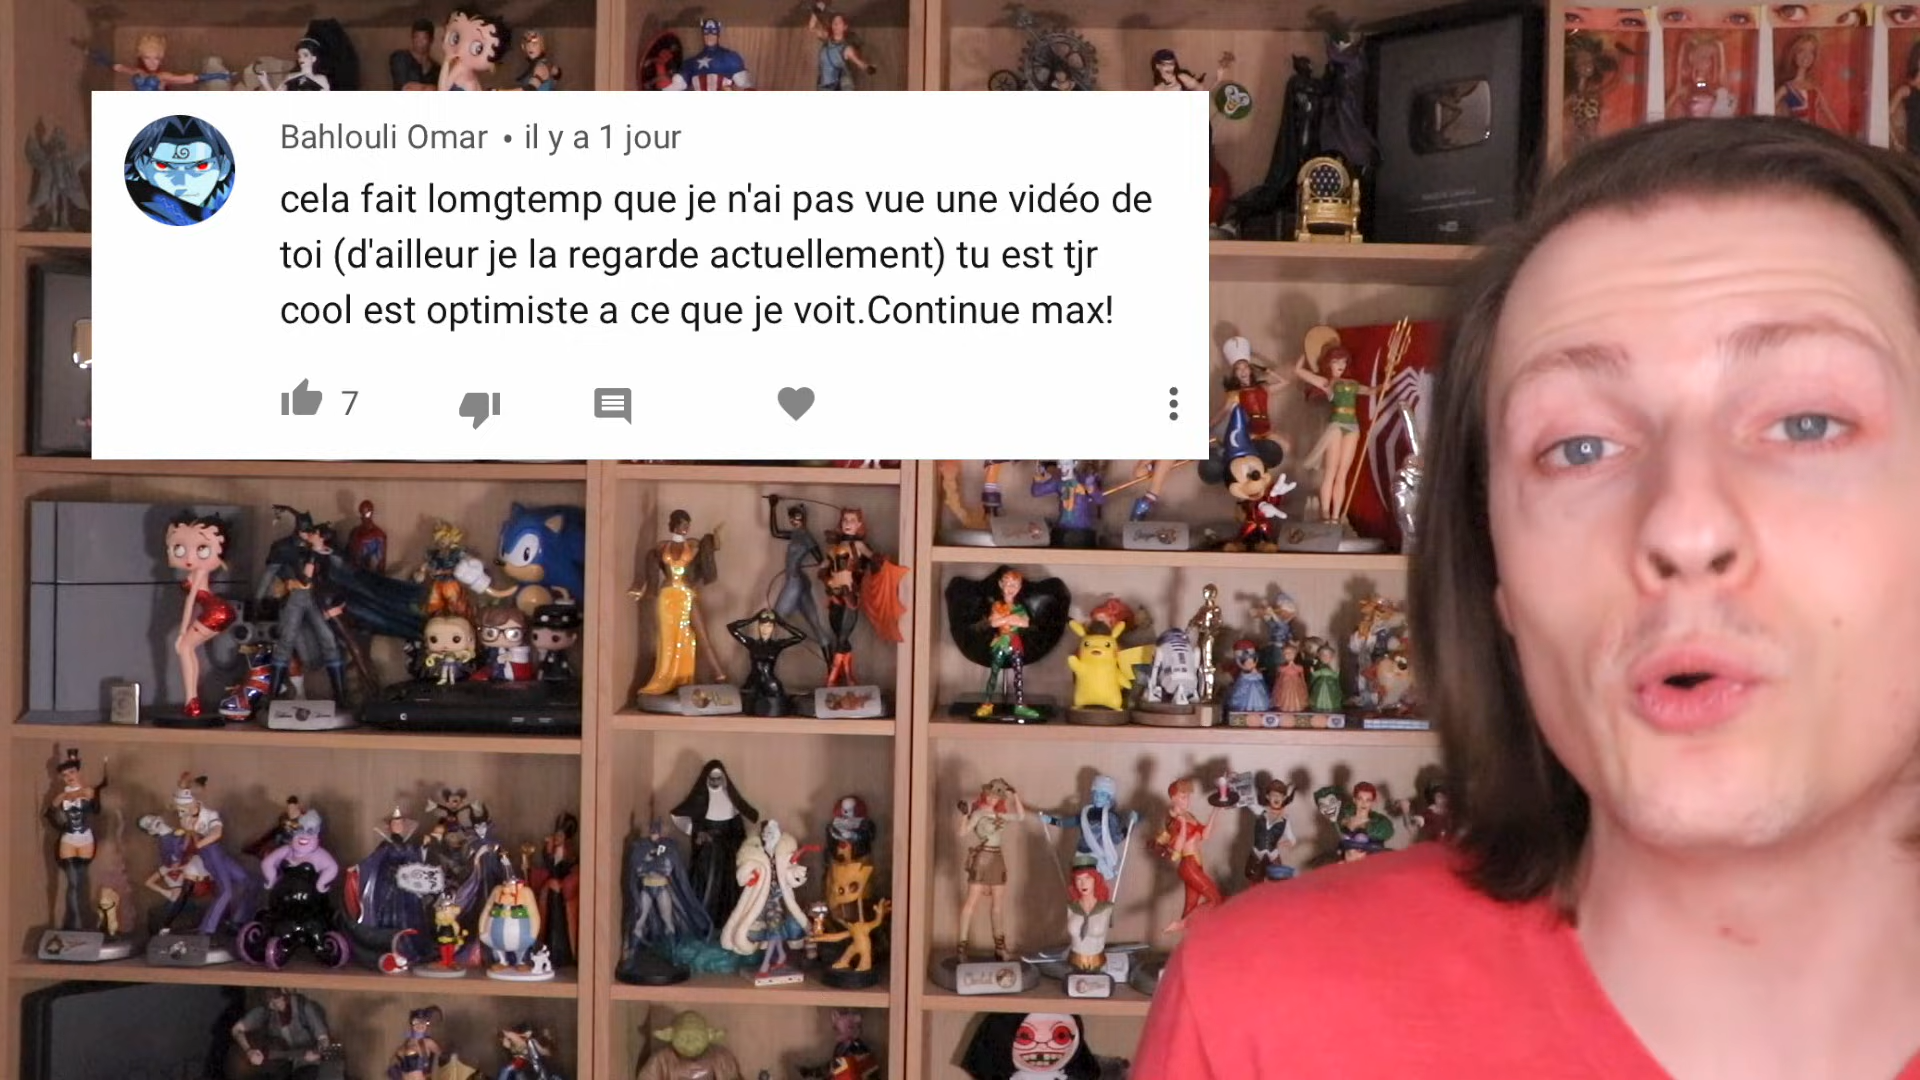 Bahlouli Omar • il y a 1 jour
cela fait lomgtemp que je n'ai pas vue une vidéo de
toi (d'ailleur je la regarde actuellement) tu est tjr
cool est optimiste a ce que je voit.Continue max!
7